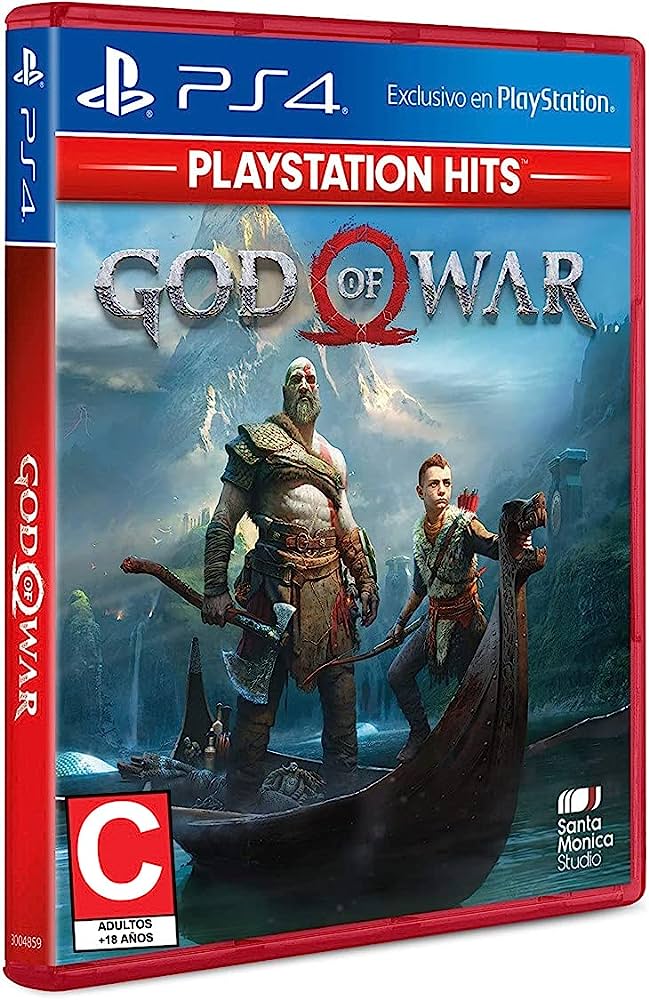 PS4
Exclusivo en PlayStation®
PLAYSTATION HITS™
GOD OF WAR
Santa
Monica
Studio
C
ADULTOS
+18 AÑOS
PS4
GOD OF WAR
3004859